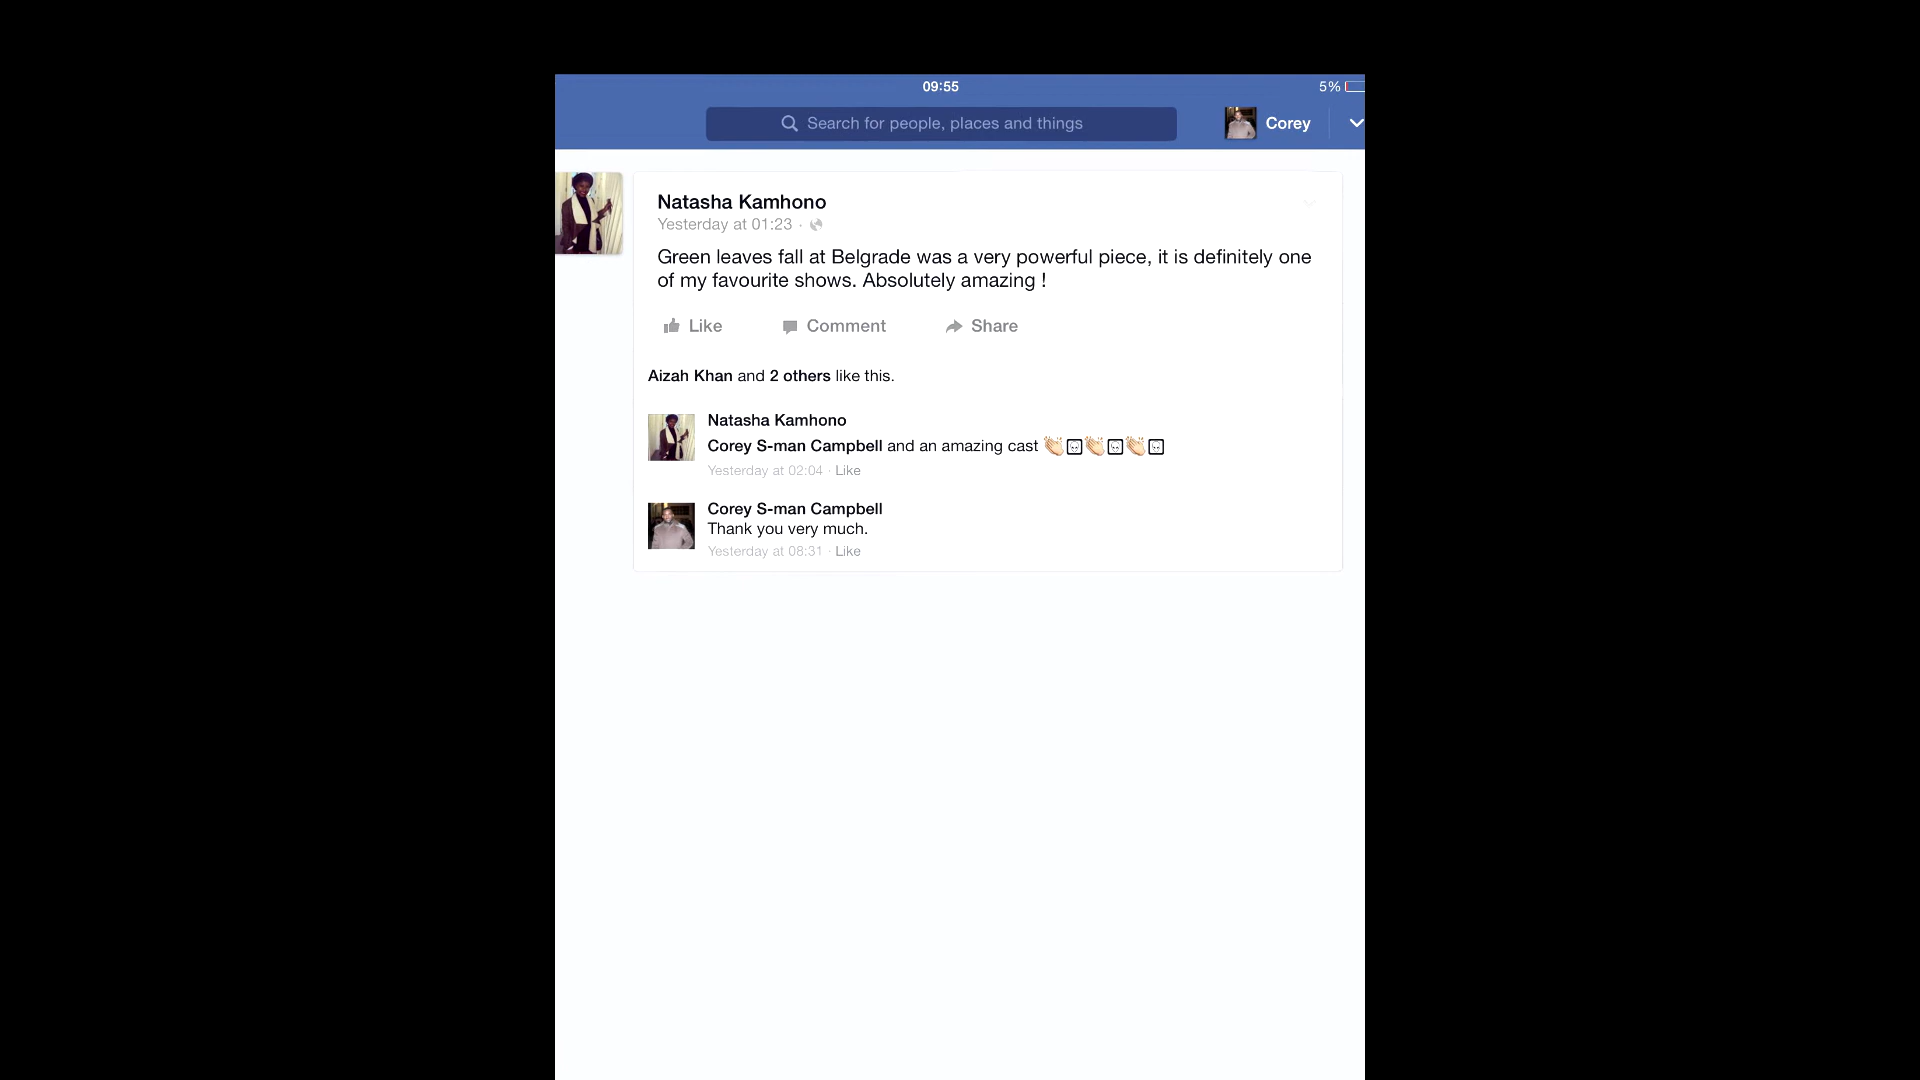 09:55
5%
Search for people, places and things
Corey
Natasha Kamhono
Yesterday at 01:23 ·
Green leaves fall at Belgrade was a very powerful piece, it is definitely one
of my favourite shows. Absolutely amazing !
Like
Comment
Share
Aizah Khan and 2 others like this.
Natasha Kamhono
Corey S-man Campbell and an amazing cast 👏🏻👏🏻👏🏻
Yesterday at 02:04 · Like
Corey S-man Campbell
Thank you very much.
Yesterday at 08:31 · Like